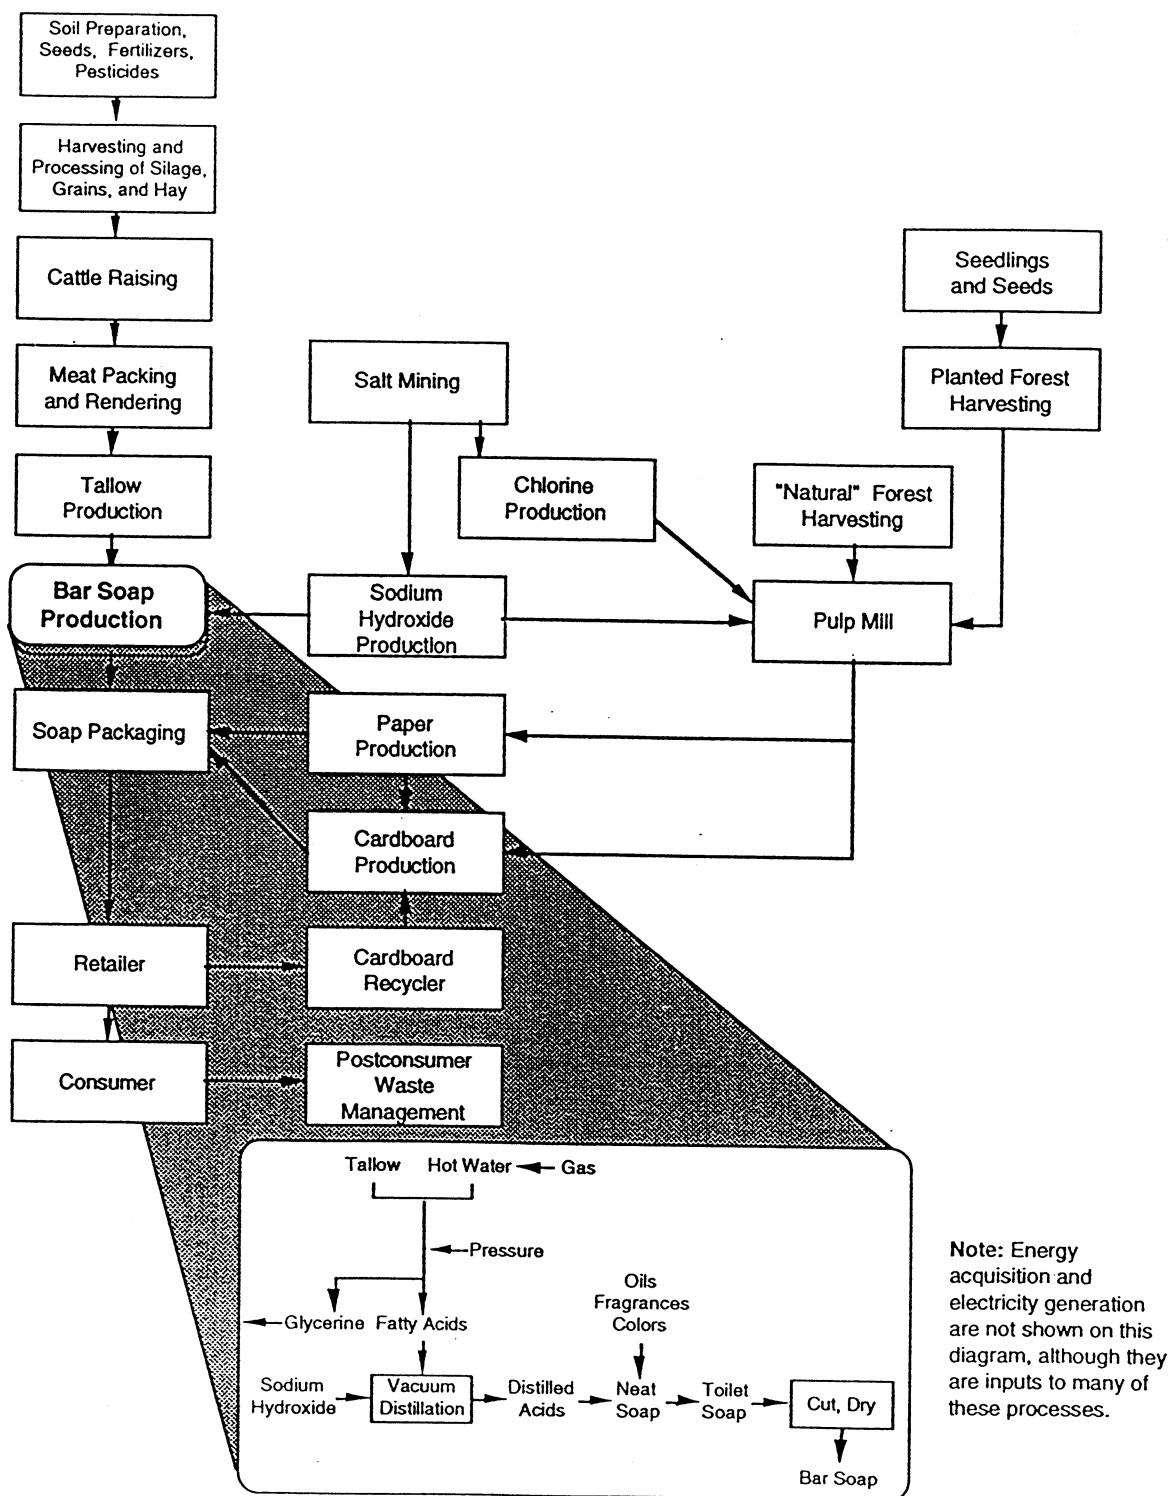 Soil Preparation,
Seeds, Fertilizers,
Pesticides
Harvesting and
Processing of Silage,
Grains, and Hay
Cattle Raising
Seedlings
and Seeds
Meat Packing
and Rendering
Salt Mining
Planted Forest
Harvesting
Tallow
Production
Chlorine
Production
"Natural" Forest
Harvesting
Bar Soap
Production
Sodium
Hydroxide
Production
Pulp Mill
Soap Packaging
Paper
Production
Cardboard
Production
Retailer
Cardboard
Recycler
Consumer
Postconsumer
Waste
Management
Tallow Hot Water Gas
Pressure
Glycerine Fatty Acids
Oils
Fragrances
Colors
Sodium
Hydroxide
Vacuum
Distillation
Distilled
Acids
Neat
Soap
Toilet
Soap
Cut, Dry
Bar Soap
Note: Energy
acquisition and
electricity generation
are not shown on this
diagram, although they
are inputs to many of
these processes.